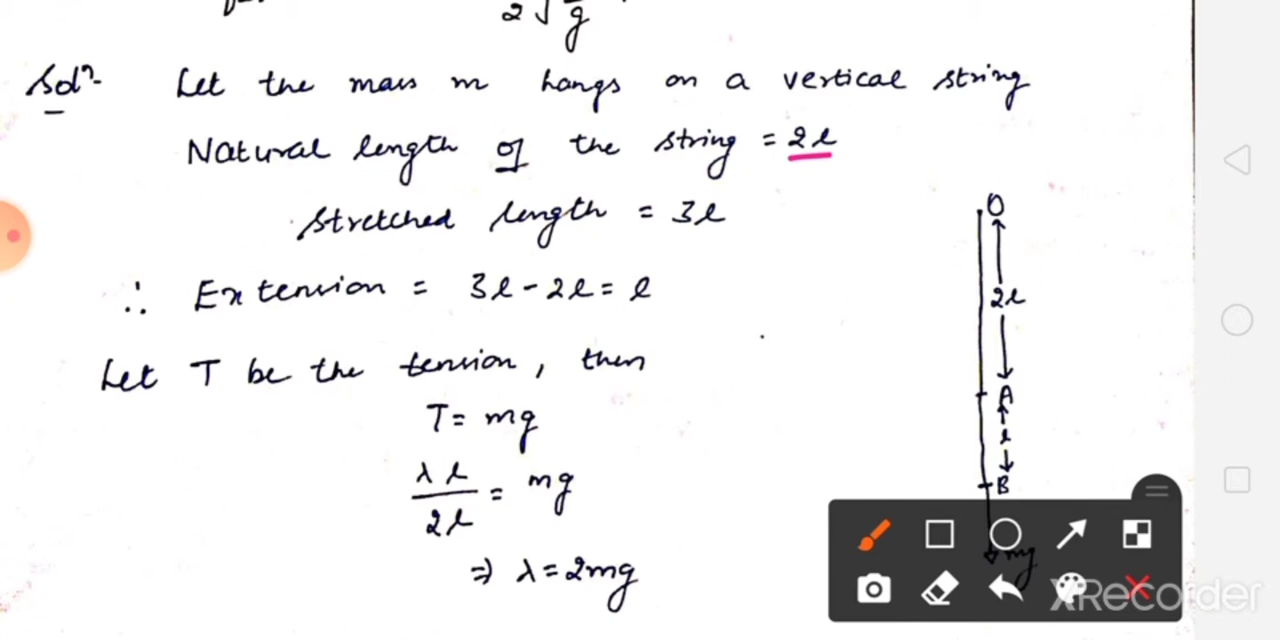 2√ g
Solⁿ- Let the mass m hangs on a vertical string
Natural length of the string = 2l
Stretched length = 3l
∴ Extension = 3l - 2l = l
Let T be the tension, then
T = mg
λl/2l = mg
⇒ λ = 2mg
O
2l
A
l
B
mg
XRecorder